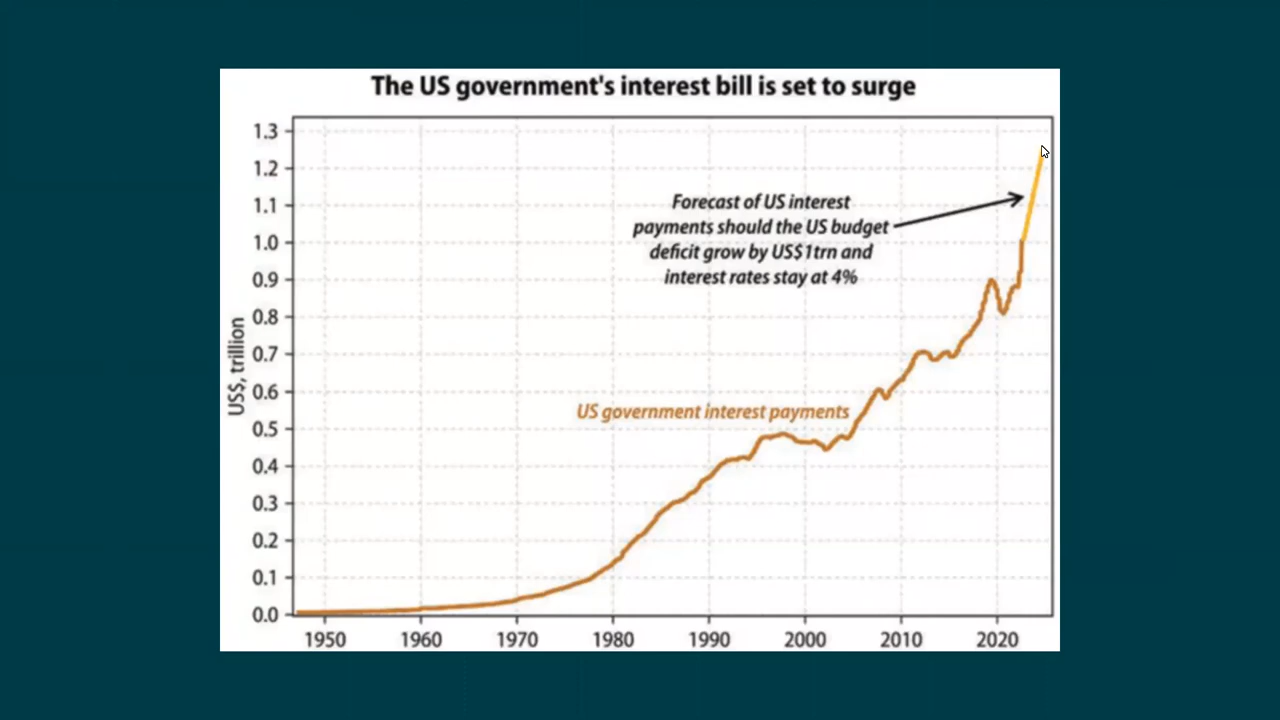 The US government's interest bill is set to surge
1.3
1.2
1.1
1.0
0.9
0.8
0.7
0.6
0.5
0.4
0.3
0.2
0.1
0.0
US$, trillion
Forecast of US interest
payments should the US budget
deficit grow by US$1trn and
interest rates stay at 4%
US government interest payments
1950 1960 1970 1980 1990 2000 2010 2020